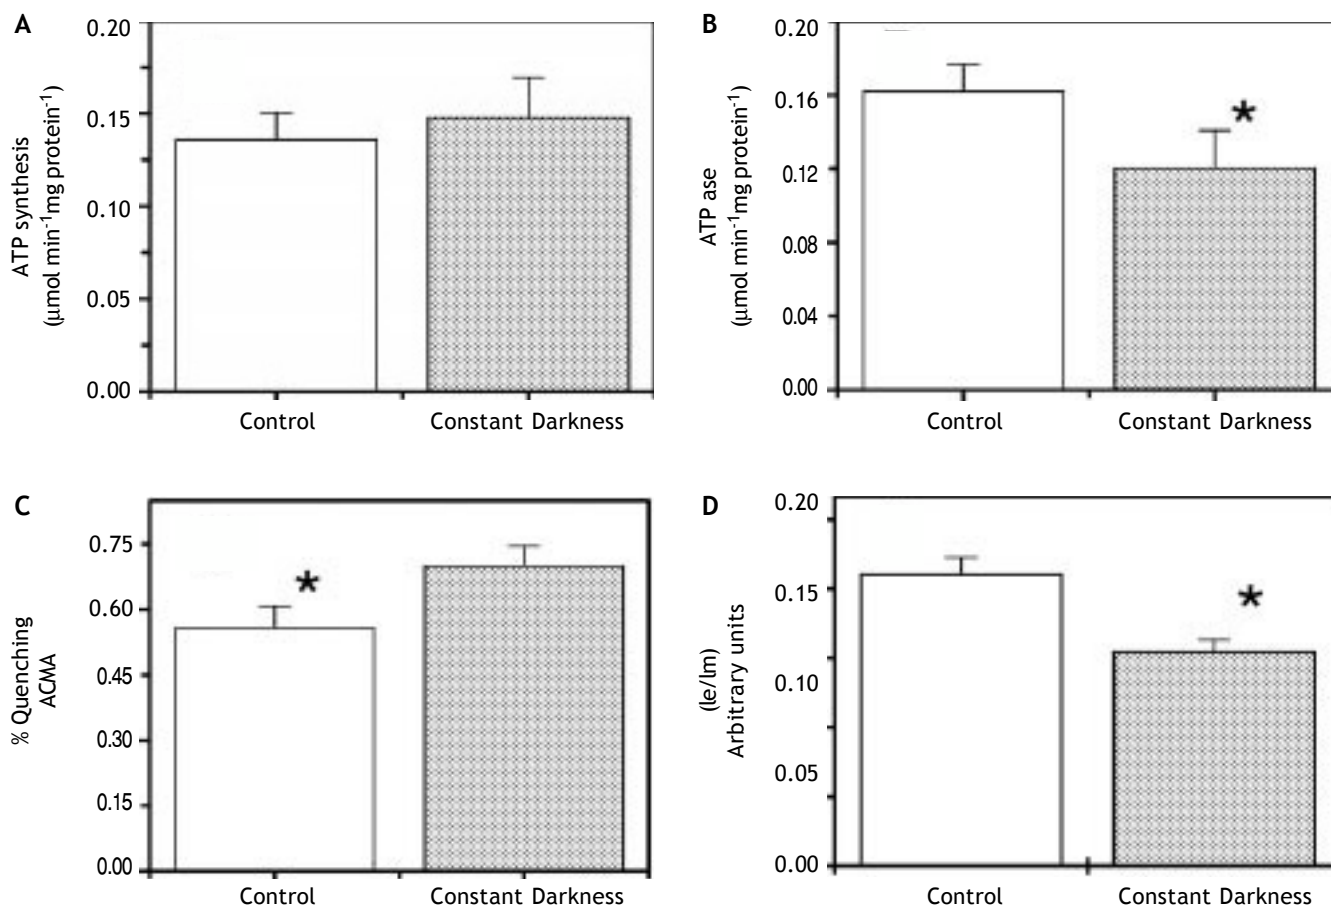 A
ATP synthesis
(µmol min⁻¹mg protein⁻¹)
0.20
0.15
0.10
0.05
0.00
Control
Constant Darkness
B
ATP ase
(µmol min⁻¹mg protein⁻¹)
0.20
0.16
0.12
0.08
0.04
0.00
*
Control
Constant Darkness
C
% Quenching
ACMA
0.75
0.60
0.45
0.30
0.15
0.00
*
Control
Constant Darkness
D
(le/lm)
Arbitrary units
0.20
0.15
0.10
0.05
0.00
*
Control
Constant Darkness